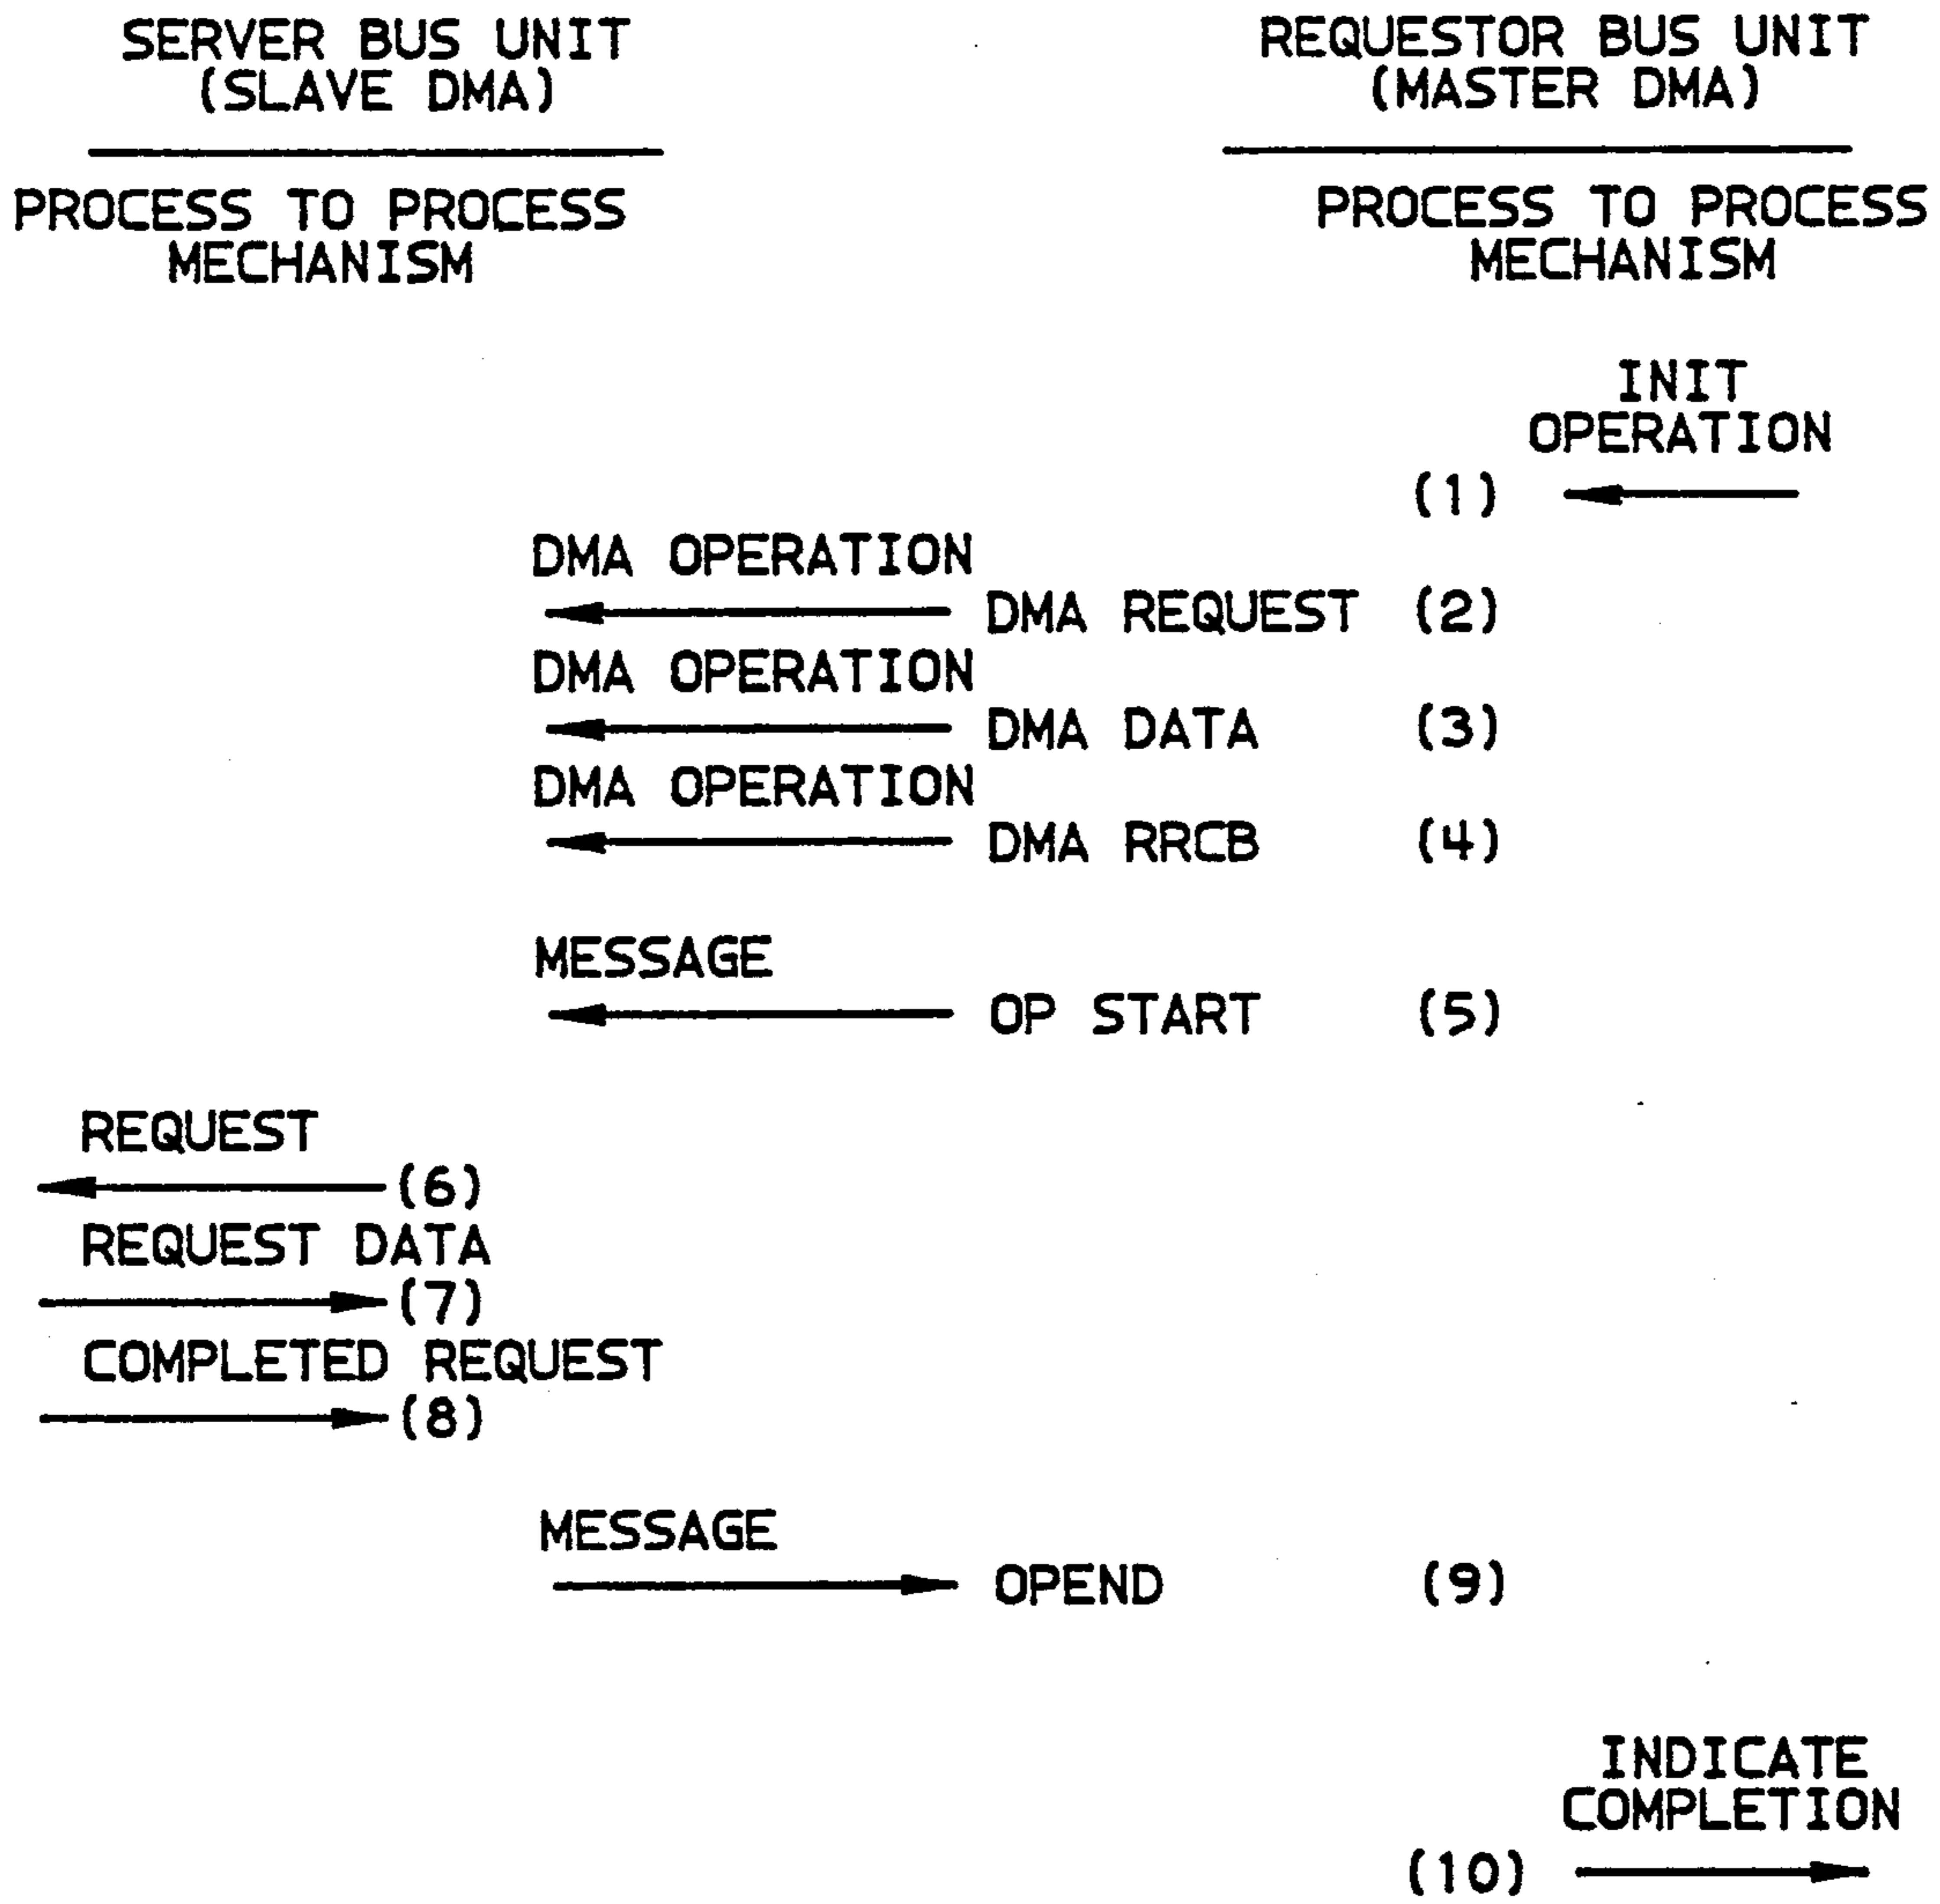 SERVER BUS UNIT
(SLAVE DMA)
REQUESTOR BUS UNIT
(MASTER DMA)
PROCESS TO PROCESS
MECHANISM
PROCESS TO PROCESS
MECHANISM
INIT
OPERATION
(1)
DMA OPERATION
DMA REQUEST (2)
DMA OPERATION
DMA DATA (3)
DMA OPERATION
DMA RRCB (4)
MESSAGE
OP START (5)
REQUEST
(6)
REQUEST DATA
(7)
COMPLETED REQUEST
(8)
MESSAGE
OPEND (9)
INDICATE
COMPLETION
(10)